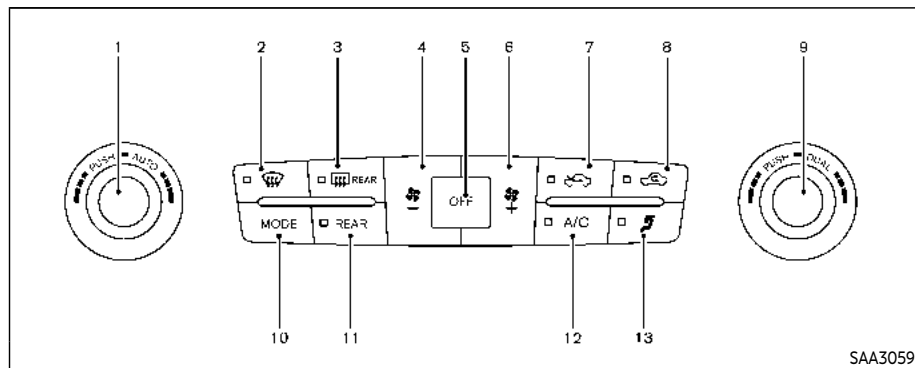 1 2 3 4 5 6 7 8 9
PUSH AUTO
PUSH DUAL
REAR
OFF
MODE
REAR
A/C
10 11 12 13
SAA3059